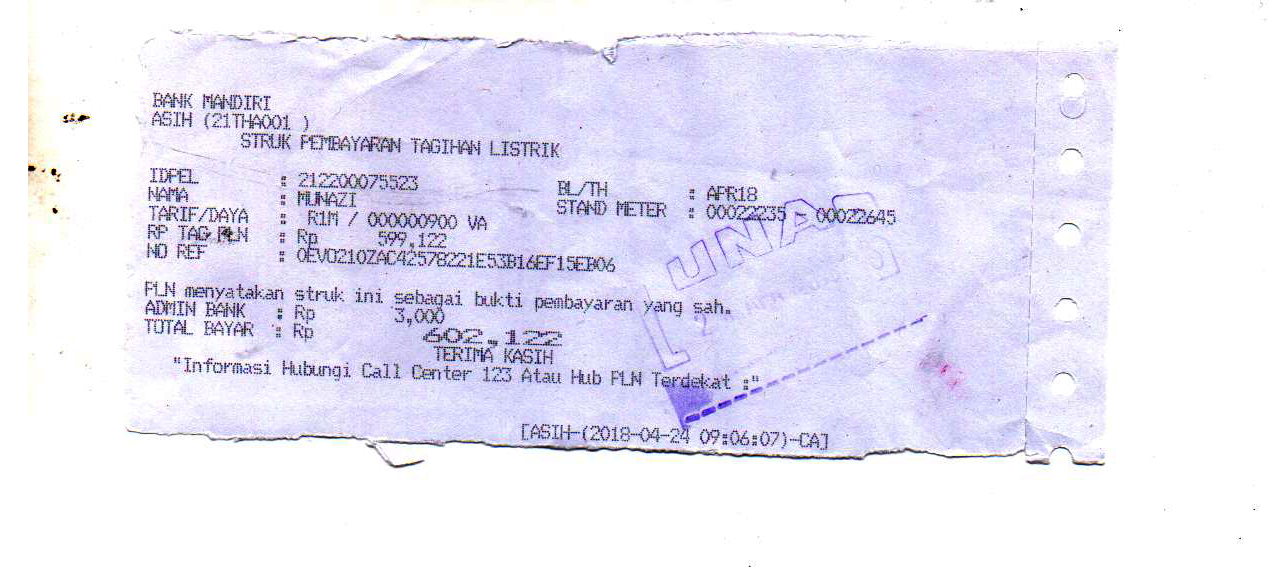 BANK MANDIRI
ASIH (21THA001 )
STRUK PEMBAYARAN TAGIHAN LISTRIK
IDPEL : 212200075523 BL/TH : APR18
NAMA : MUNAZI STAND METER : 00022235 - 00022645
TARIF/DAYA : R1M / 000000900 VA
RP TAG PLN : Rp 599,122
NO REF : 0EV0210ZAC42578221E53B16EF15EB06
LUNAS
PLN menyatakan struk ini sebagai bukti pembayaran yang sah.
ADMIN BANK : Rp 3,000
TOTAL BAYAR : Rp 602,122
TERIMA KASIH
"Informasi Hubungi Call Center 123 Atau Hub PLN Terdekat :"
[ASIH-(2018-04-24 09:06:07)-CA]